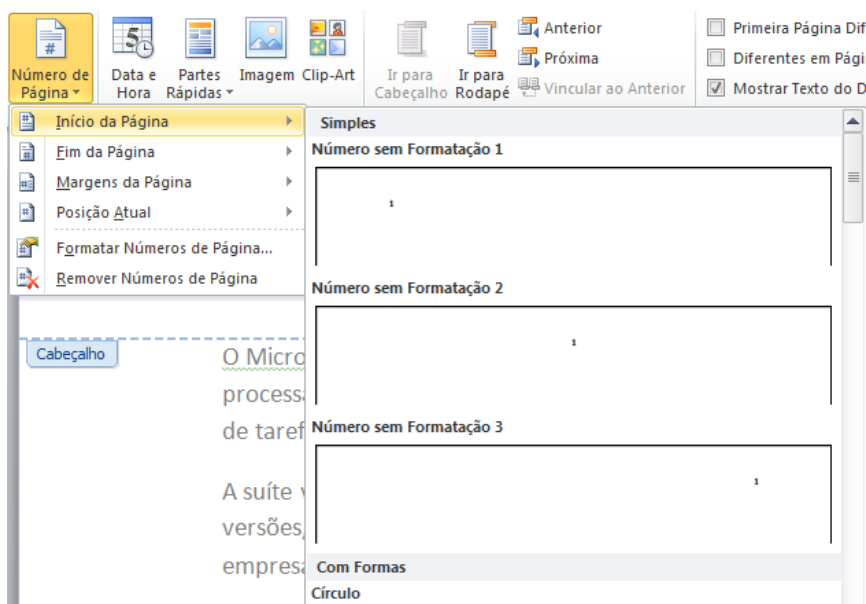 Número de Página
Data e Hora
Partes Rápidas
Imagem
Clip-Art
Ir para Cabeçalho
Ir para Rodapé
Anterior
Próxima
Vincular ao Anterior
Primeira Página Dif
Diferentes em Pági
Mostrar Texto do D
Início da Página
Fim da Página
Margens da Página
Posição Atual
Formatar Números de Página...
Remover Números de Página
Simples
Número sem Formatação 1
1
Número sem Formatação 2
1
Número sem Formatação 3
1
Com Formas
Círculo
Cabeçalho
O Micro
process
de taref
A suíte v
versões,
empresa